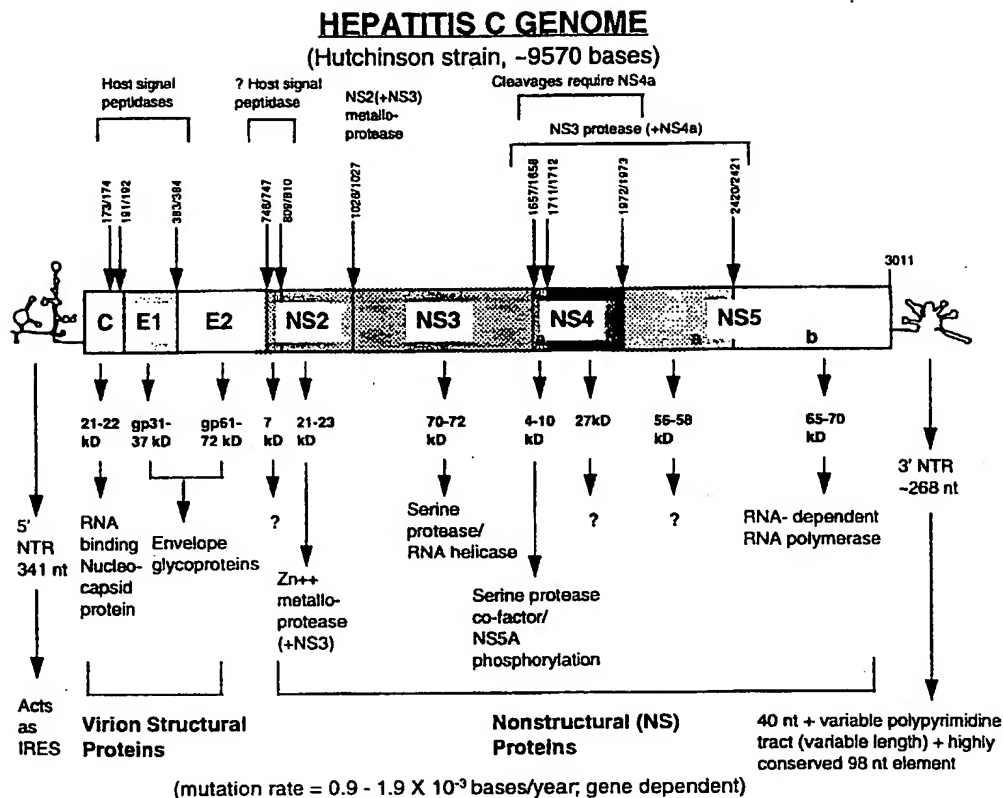 HEPATITIS C GENOME
(Hutchinson strain, ~9570 bases)
Host signal
peptidases
? Host signal
peptidase
NS2(+NS3)
metallo-
protease
Cleavages require NS4a
NS3 protease (+NS4a)
173/174
191/192
383/384
746/747
809/810
1026/1027
1657/1658
1711/1712
1972/1973
2420/2421
3011
C
E1
E2
NS2
NS3
NS4
NS5
a
a
b
21-22
kD
gp31-
37 kD
gp61-
72 kD
7
kD
21-23
kD
70-72
kD
4-10
kD
27kD
56-58
kD
65-70
kD
5'
NTR
341 nt
RNA
binding
Nucleo-
capsid
protein
Envelope
glycoproteins
?
Zn++
metallo-
protease
(+NS3)
Serine
protease/
RNA helicase
Serine protease
co-factor/
NS5A
phosphorylation
?
?
RNA- dependent
RNA polymerase
3' NTR
~268 nt
Acts
as
IRES
Virion Structural
Proteins
Nonstructural (NS)
Proteins
40 nt + variable polypyrimidine
tract (variable length) + highly
conserved 98 nt element
(mutation rate = 0.9 - 1.9 X 10⁻³ bases/year; gene dependent)